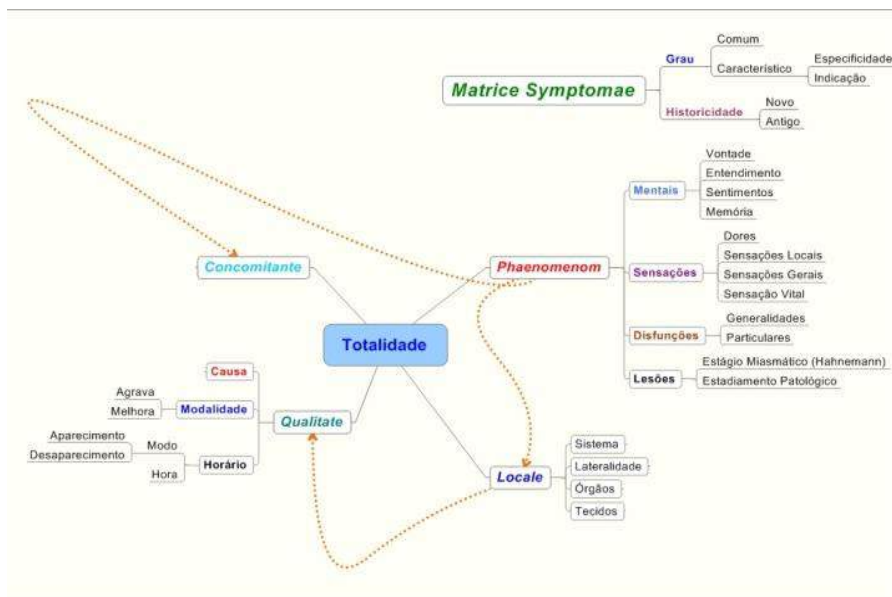 Matrice Symptomae
Grau
Comum
Característico
Especificidade
Indicação
Historicidade
Novo
Antigo
Totalidade
Phaenomenom
Mentais
Vontade
Entendimento
Sentimentos
Memória
Sensações
Dores
Sensações Locais
Sensações Gerais
Sensação Vital
Disfunções
Generalidades
Particulares
Lesões
Estágio Miasmático (Hahnemann)
Estadiamento Patológico
Locale
Sistema
Lateralidade
Órgãos
Tecidos
Qualitate
Causa
Modalidade
Agrava
Melhora
Horário
Modo
Aparecimento
Desaparecimento
Hora
Concomitante